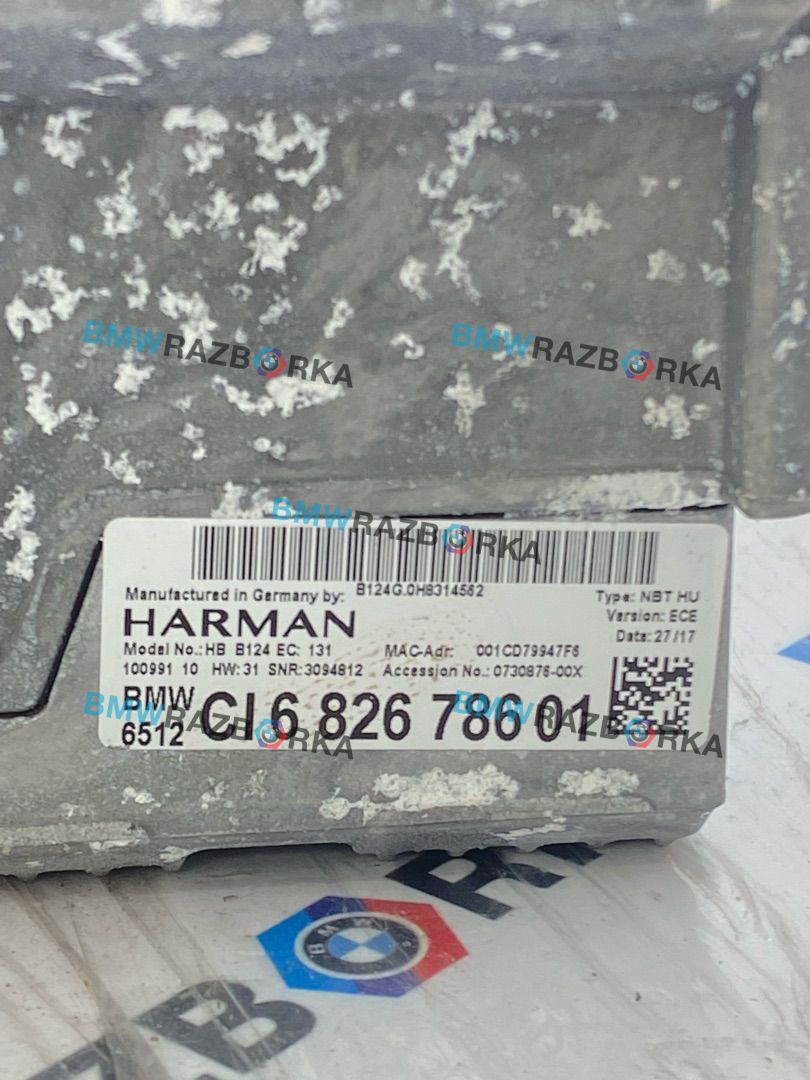 BMWRAZBORKA
BMWRAZBORKA
BMWRAZBORKA
B124G.0H8314562
Manufactured in Germany by:
HARMAN
Type: NBT HU
Version: ECE
Date: 27/17
Model No.:HB B124 EC: 131
MAC-Adr: 001CD79947F6
100991 10 HW: 31 SNR: 3094812 Accession No.: 0730876-00X
BMW
6512
CI 6 826 786 01
BMWRAZBORKA
BMWRAZBORKA
BMW